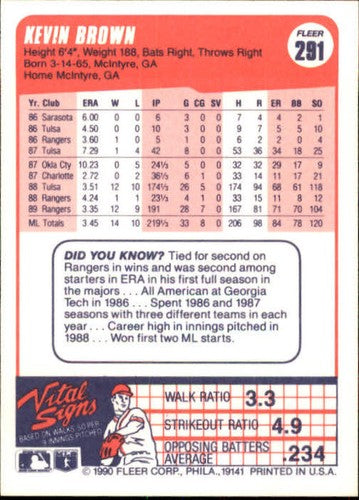 KEVIN BROWN
FLEER
291
Height 6'4", Weight 188, Bats Right, Throws Right
Born 3-14-65, McIntyre, GA
Home McIntyre, GA
Yr. Club ERA W L IP G CG SV H R ER BB SO
86 Sarasota 6.00 0 0 6 3 0 0 7 4 4 2 1
86 Tulsa 4.50 0 0 10 3 1 0 9 7 5 5 10
86 Rangers 3.60 1 0 5 1 0 0 6 2 2 0 4
87 Tulsa 7.29 1 4 42 8 0 0 53 36 34 18 25
87 Okla Cty 10.23 0 5 24⅓ 5 0 0 32 32 29 17 9
87 Charlotte 2.72 0 2 36⅓ 6 1 0 33 14 11 17 21
88 Tulsa 3.51 12 10 174⅓ 26 5 0 174 94 68 61 118
88 Rangers 1 1 23⅓ 4 1 0 33 15 11 8 12
89 Rangers 3.35 12 9 191 28 7 0 167 81 71 70 104
ML Totals 3.45 14 10 219⅓ 33 8 0 206 98 84 78 120
DID YOU KNOW? Tied for second on
Rangers in wins and was second among
starters in ERA in his first full season in
the majors . . . All American at Georgia
Tech in 1986 . . . Spent 1986 and 1987
seasons with three different teams in each
year . . . Career high in innings pitched in
1988 . . . Won first two ML starts.
Vital
Signs
BASED ON WALKS, SO PER
9 INNINGS PITCHED
WALK RATIO 3.3
STRIKEOUT RATIO 4.9
OPPOSING BATTERS
AVERAGE .234
© 1990 FLEER CORP., PHILA., 19141 PRINTED IN U.S.A.